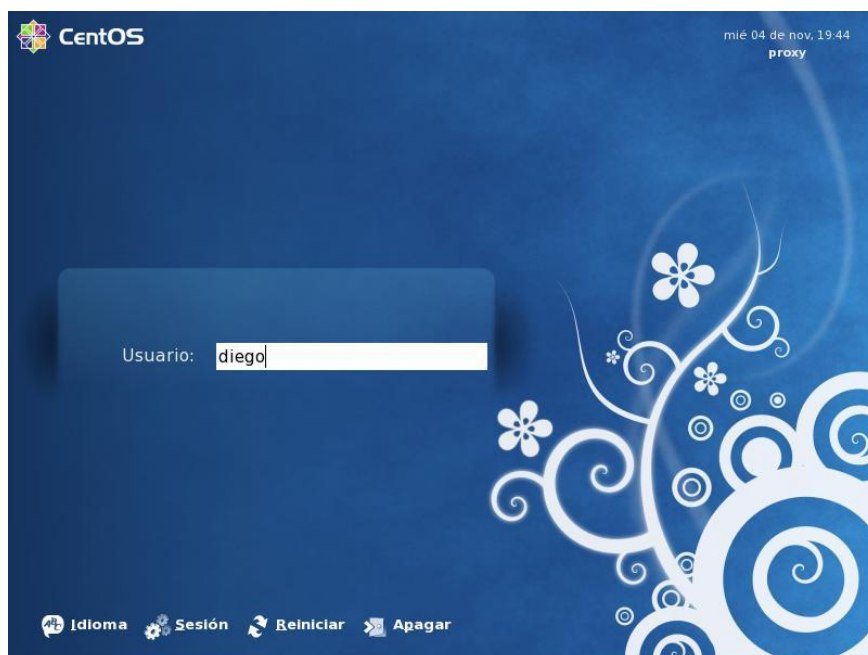 CentOS
mié 04 de nov, 19:44
proxy
Usuario: diego
Idioma Sesión Reiniciar Apagar